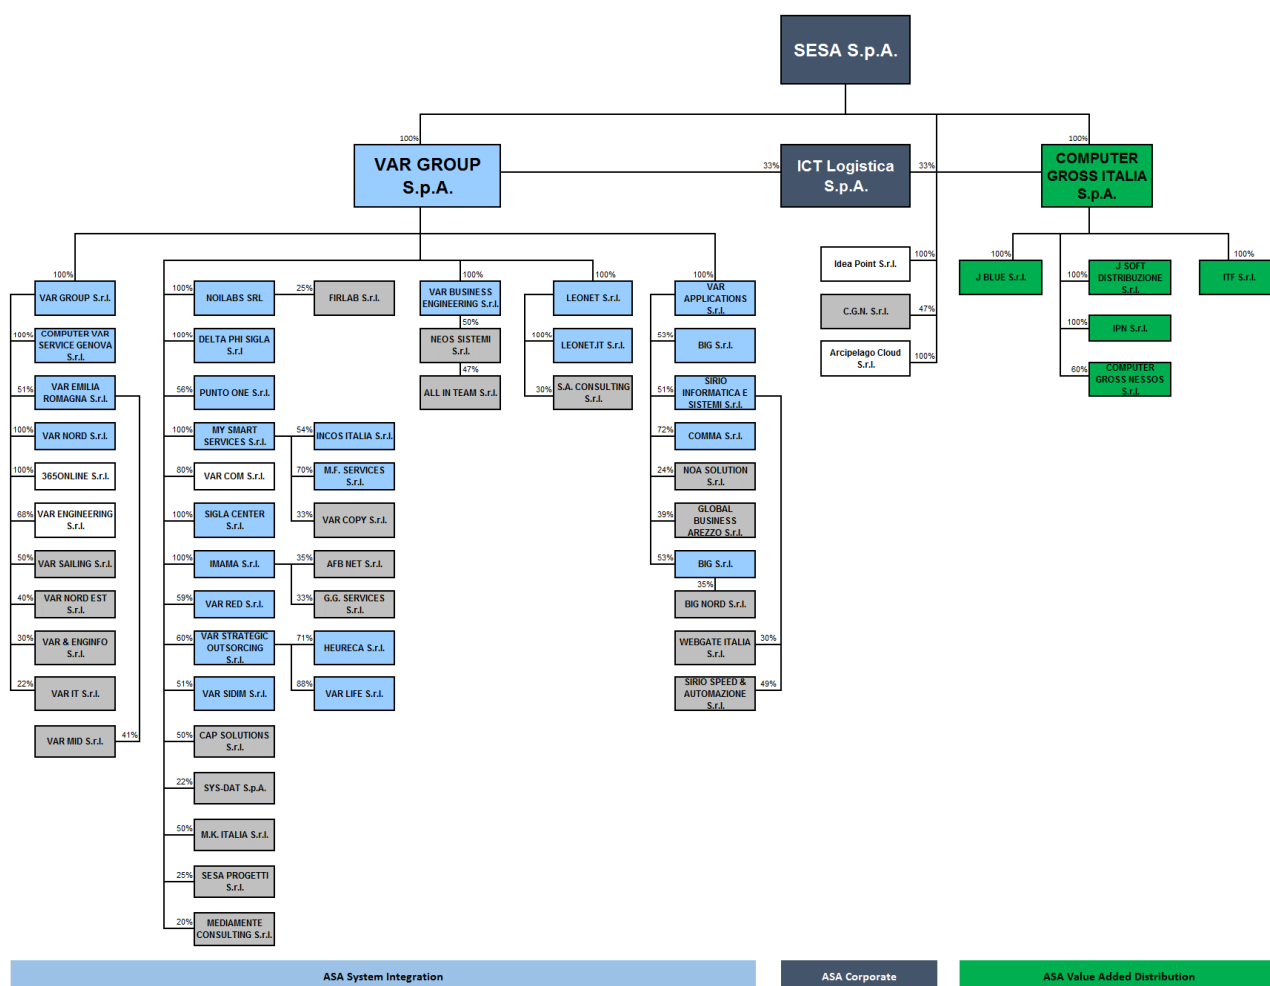 SESA S.p.A.
100%
100%
VAR GROUP
S.p.A.
33%
ICT Logistica
S.p.A.
33%
COMPUTER
GROSS ITALIA
S.p.A.
100%
VAR GROUP S.r.l.
100%
COMPUTER VAR
SERVICE GENOVA
S.r.l.
51%
VAR EMILIA
ROMAGNA S.r.l.
100%
VAR NORD S.r.l.
100%
365ONLINE S.r.l.
68%
VAR ENGINEERING
S.r.l.
50%
VAR SAILING S.r.l.
40%
VAR NORD EST
S.r.l.
30%
VAR & ENGINFO
S.r.l.
22%
VAR IT S.r.l.
VAR MID S.r.l.
41%
100%
NOILABS SRL
25%
FIRLAB S.r.l.
100%
DELTA PHI SIGLA
S.r.l
56%
PUNTO ONE S.r.l.
100%
MY SMART
SERVICES S.r.l.
54%
INCOS ITALIA S.r.l.
70%
M.F. SERVICES
S.r.l.
33%
VAR COPY S.r.l.
80%
VAR COM S.r.l.
100%
SIGLA CENTER
S.r.l.
100%
IMAMA S.r.l.
35%
AFB NET S.r.l.
33%
G.G. SERVICES
S.r.l.
59%
VAR RED S.r.l.
60%
VAR STRATEGIC
OUTSORCING
S.r.l.
71%
HEURECA S.r.l.
88%
VAR LIFE S.r.l.
51%
VAR SIDIM S.r.l.
50%
CAP SOLUTIONS
S.r.l.
22%
SYS-DAT S.p.A.
50%
M.K. ITALIA S.r.l.
25%
SESA PROGETTI
S.r.l.
20%
MEDIAMENTE
CONSULTING S.r.l.
100%
VAR BUSINESS
ENGINEERING S.r.l.
50%
NEOS SISTEMI
S.r.l.
47%
ALL IN TEAM S.r.l.
100%
LEONET S.r.l.
100%
LEONET.IT S.r.l.
30%
S.A. CONSULTING
S.r.l.
100%
VAR
APPLICATIONS
S.r.l.
53%
BIG S.r.l.
51%
SIRIO
INFORMATICA E
SISTEMI S.r.l.
72%
COMMA S.r.l.
24%
NOA SOLUTION
S.r.l.
39%
GLOBAL
BUSINESS
AREZZO S.r.l.
53%
BIG S.r.l.
35%
BIG NORD S.r.l.
WEBGATE ITALIA
S.r.l.
30%
SIRIO SPEED &
AUTOMAZIONE
S.r.l.
49%
Idea Point S.r.l.
100%
C.G.N. S.r.l.
47%
Arcipelago Cloud
S.r.l.
100%
100%
J BLUE S.r.l.
100%
J SOFT
DISTRIBUZIONE
S.r.l.
100%
IPN S.r.l.
60%
COMPUTER
GROSS NESSOS
S.r.l.
100%
ITF S.r.l.
ASA System Integration
ASA Corporate
ASA Value Added Distribution